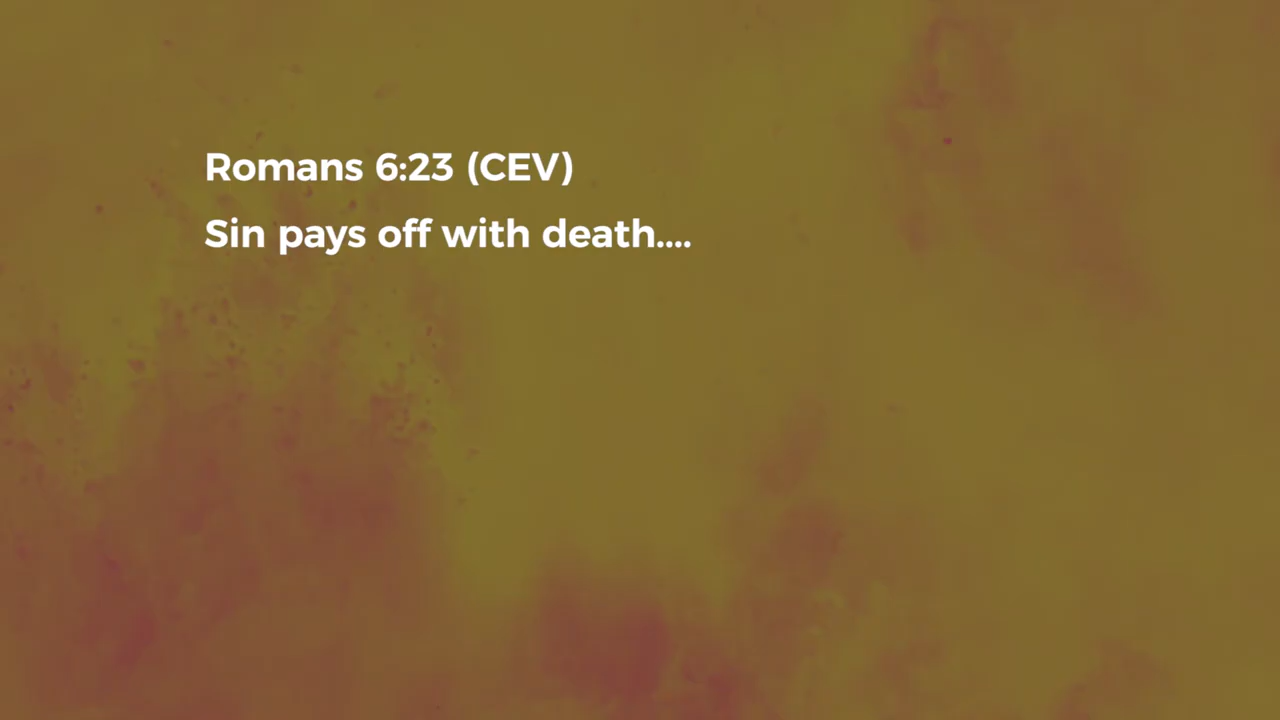 Romans 6:23 (CEV)
Sin pays off with death....